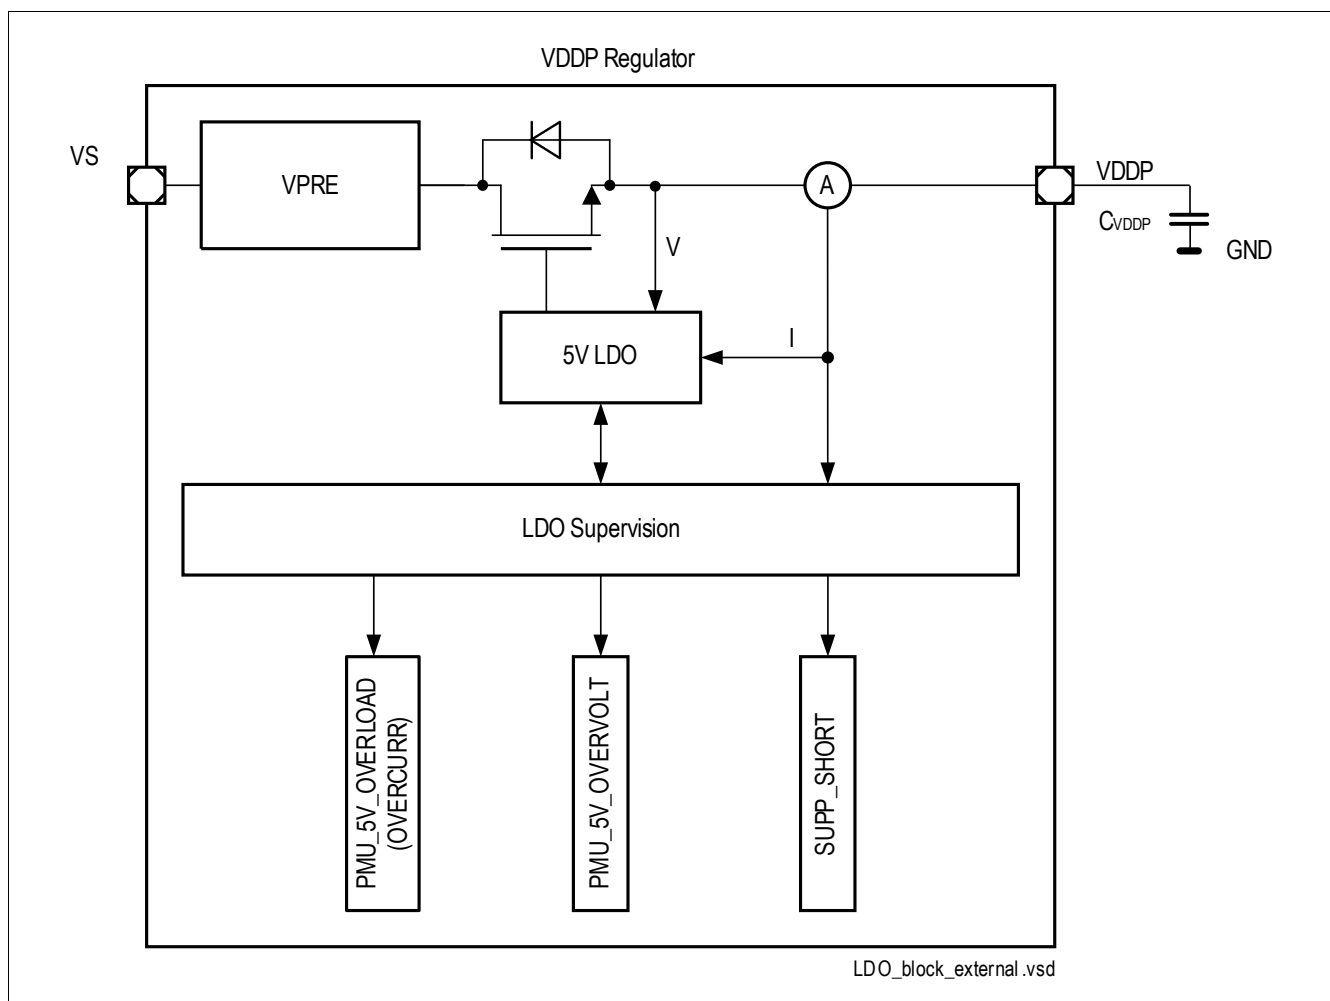 VDDP Regulator
VS
VPRE
A
VDDP
CVDDP
GND
V
I
5V LDO
LDO Supervision
PMU_5V_OVERLOAD
(OVERCURR)
PMU_5V_OVERVOLT
SUPP_SHORT
LDO_block_external.vsd